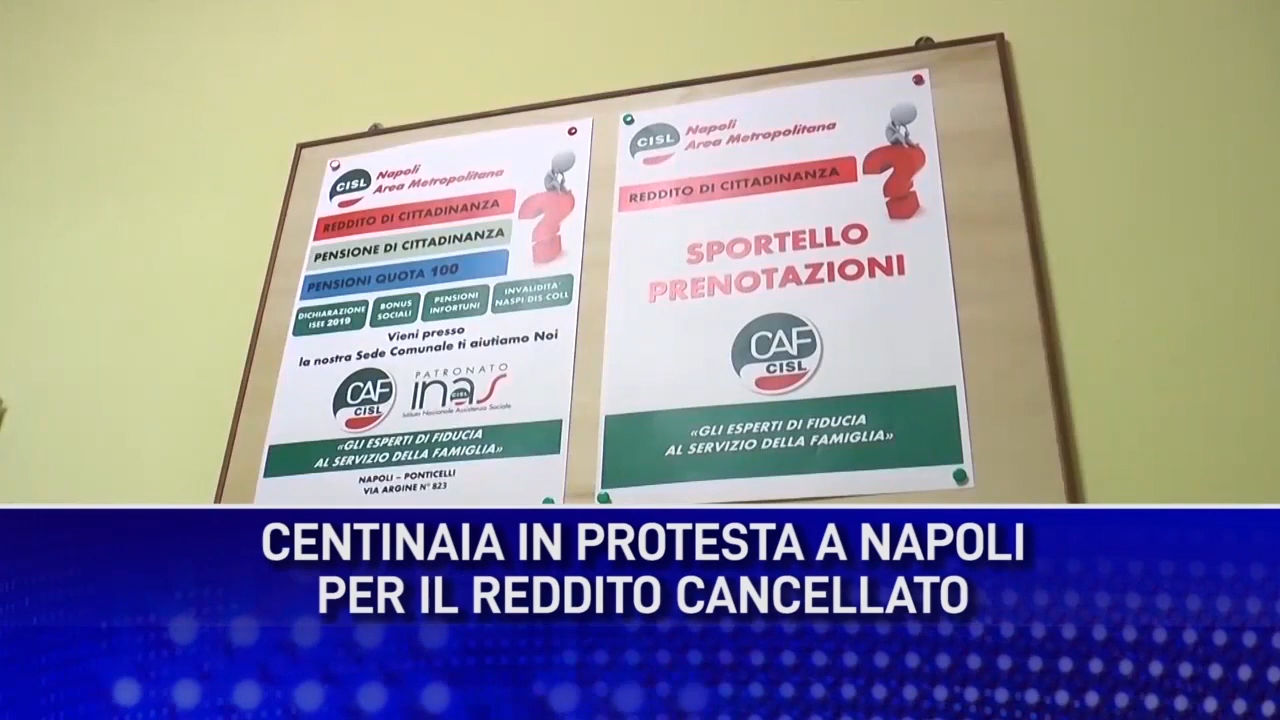 CISL
Napoli
Area Metropolitana
REDDITO DI CITTADINANZA
PENSIONE DI CITTADINANZA
PENSIONI QUOTA 100
DICHIARAZIONE
ISEE 2019
BONUS
SOCIALI
PENSIONI
INFORTUNI
INVALIDITA'
NASPI-DIS COLL
Vieni presso
la nostra Sede Comunale ti aiutiamo Noi
CAF
CISL
PATRONATO
inas
CISL
Istituto Nazionale Assistenza Sociale
«GLI ESPERTI DI FIDUCIA
AL SERVIZIO DELLA FAMIGLIA»
NAPOLI – PONTICELLI
VIA ARGINE N° 823
CISL
Napoli
Area Metropolitana
REDDITO DI CITTADINANZA
?
SPORTELLO
PRENOTAZIONI
CAF
CISL
«GLI ESPERTI DI FIDUCIA
AL SERVIZIO DELLA FAMIGLIA»
CENTINAIA IN PROTESTA A NAPOLI
PER IL REDDITO CANCELLATO